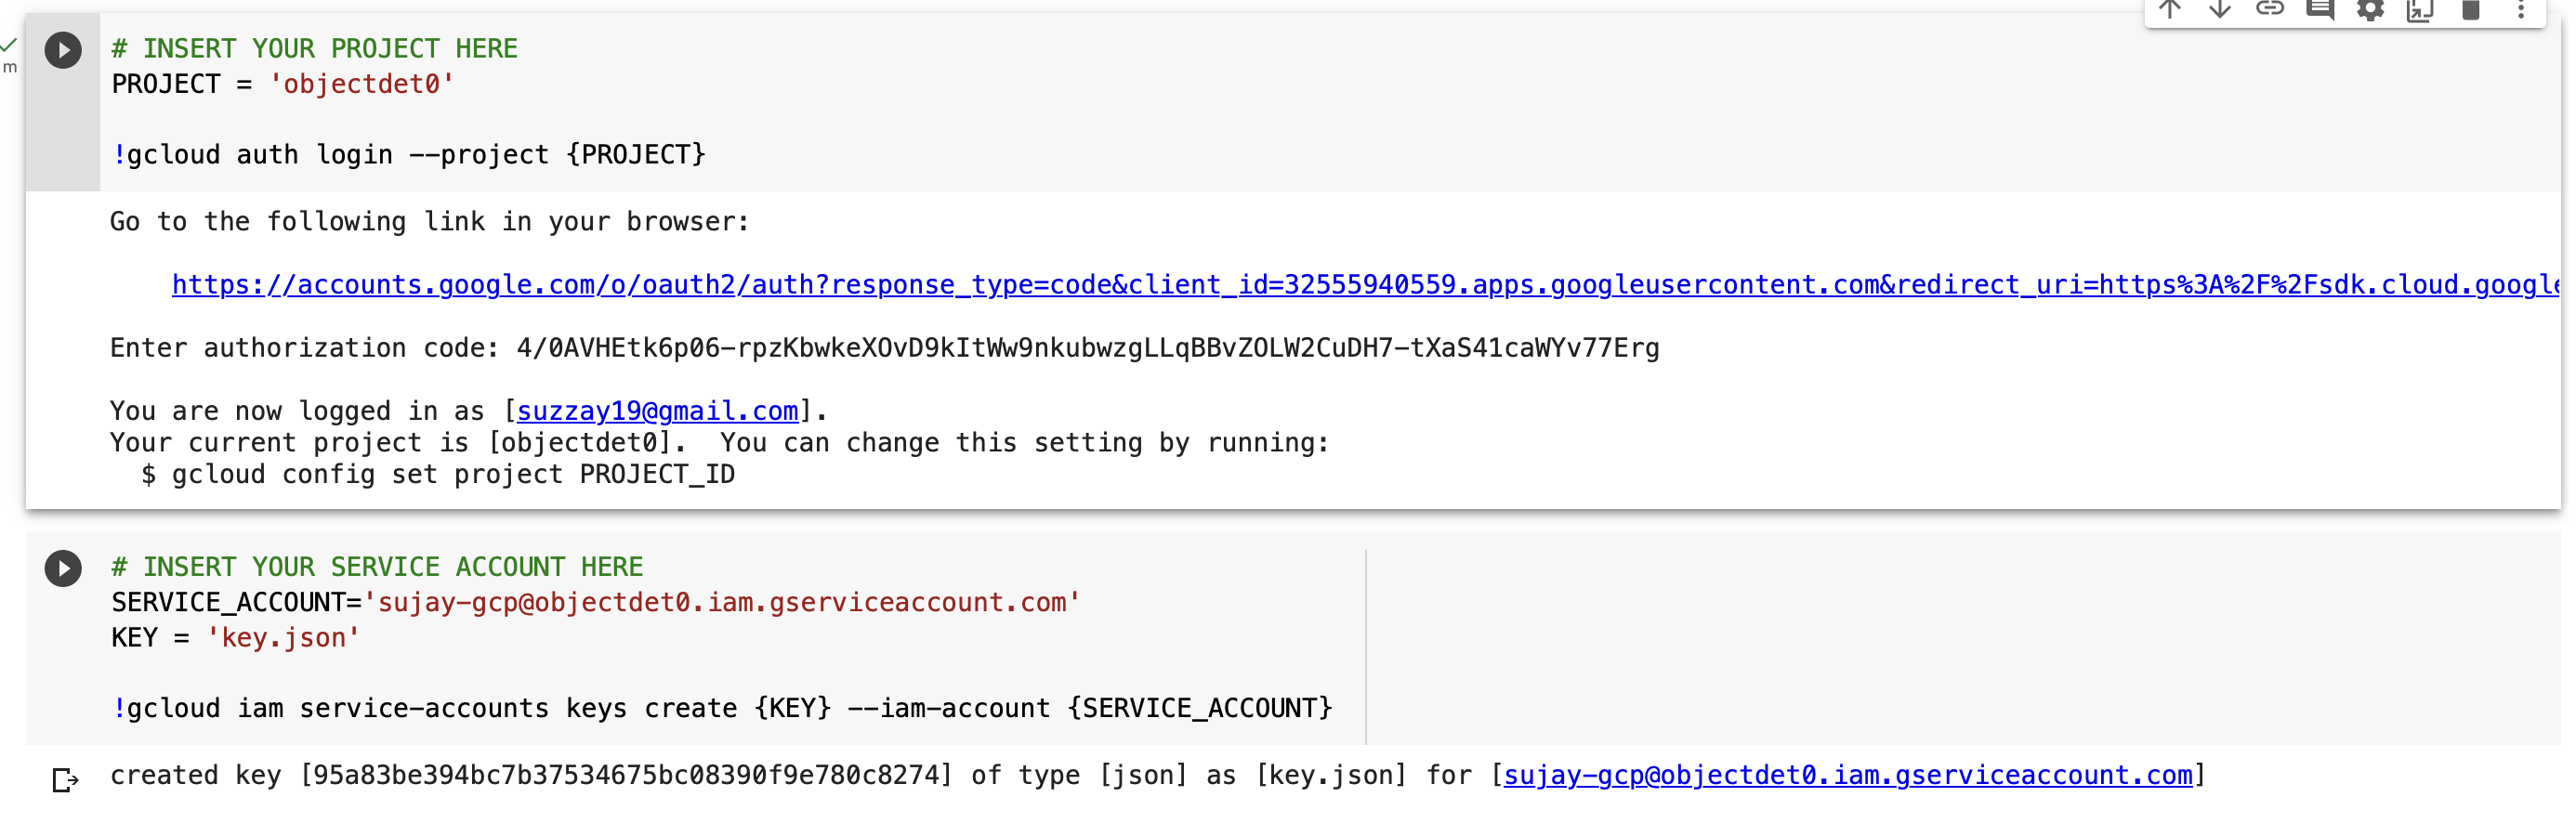 # INSERT YOUR PROJECT HERE
PROJECT = 'objectdet0'
!gcloud auth login --project {PROJECT}
m
Go to the following link in your browser:
https://accounts.google.com/o/oauth2/auth?response_type=code&client_id=32555940559.apps.googleusercontent.com&redirect_uri=https%3A%2F%2Fsdk.cloud.google
Enter authorization code: 4/0AVHEtk6p06-rpzKbwkeXOvD9kItWw9nkubwzgLLqBBvZOLW2CuDH7-tXaS41caWYv77Erg
You are now logged in as [suzzay19@gmail.com].
Your current project is [objectdet0].  You can change this setting by running:
$ gcloud config set project PROJECT_ID
# INSERT YOUR SERVICE ACCOUNT HERE
SERVICE_ACCOUNT='sujay-gcp@objectdet0.iam.gserviceaccount.com'
KEY = 'key.json'
!gcloud iam service-accounts keys create {KEY} --iam-account {SERVICE_ACCOUNT}
created key [95a83be394bc7b37534675bc08390f9e780c8274] of type [json] as [key.json] for [sujay-gcp@objectdet0.iam.gserviceaccount.com]